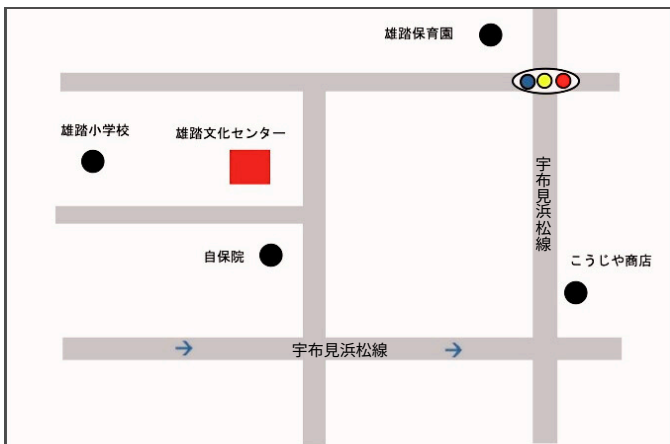 雄踏保育園
雄踏小学校
雄踏文化センター
宇布見浜松線
自保院
こうじや商店
宇布見浜松線